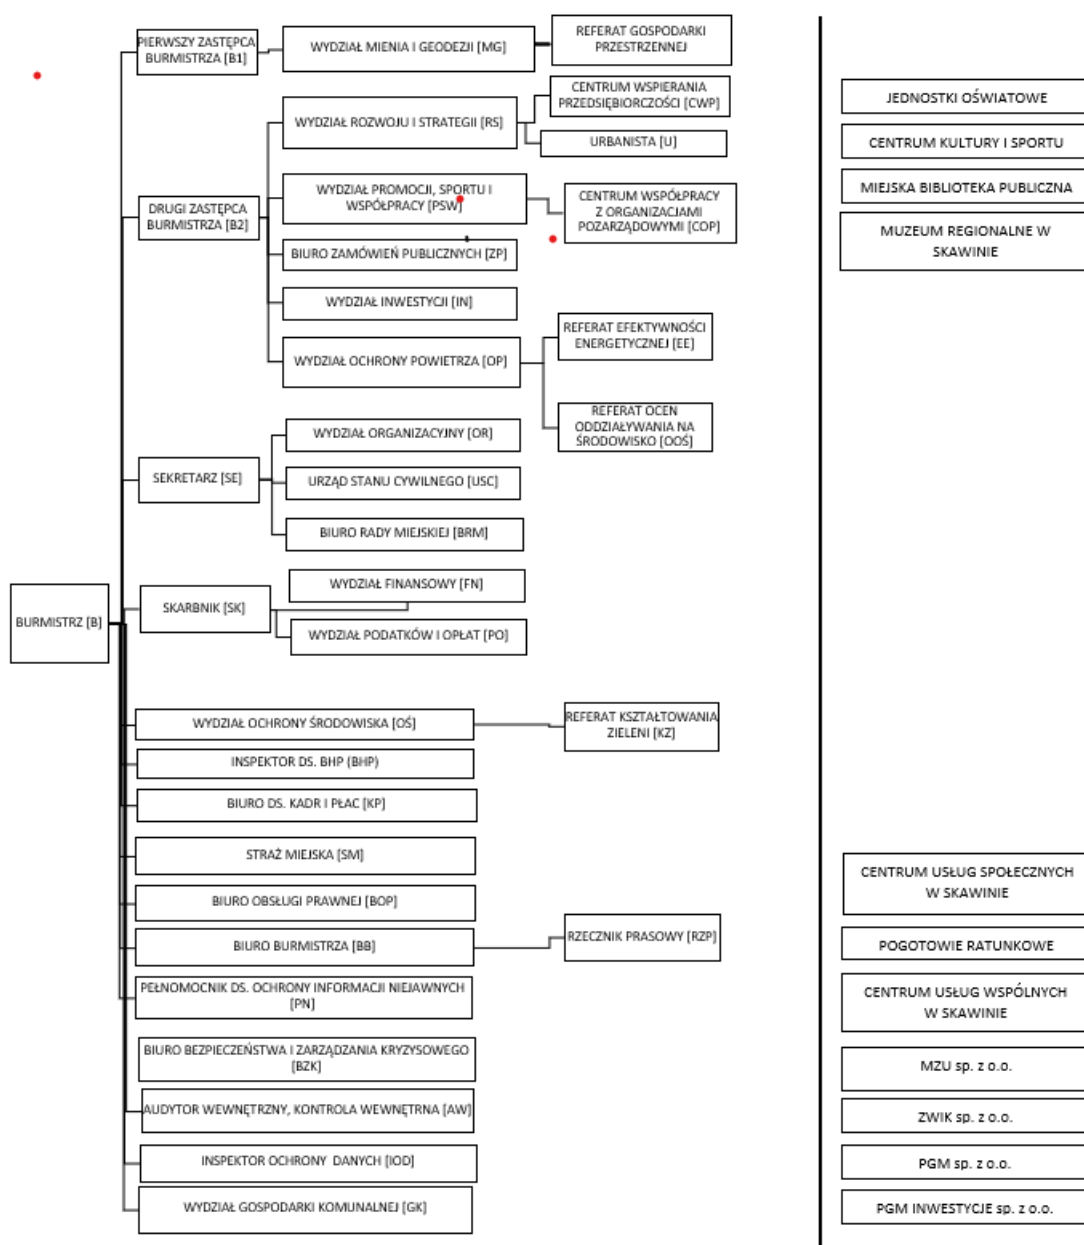 PIERWSZY ZASTĘPCA
BURMISTRZA [B1]
WYDZIAŁ MIENIA I GEODEZJI [MG]
REFERAT GOSPODARKI
PRZESTRZENNEJ
WYDZIAŁ ROZWOJU I STRATEGII [RS]
CENTRUM WSPIERANIA
PRZEDSIĘBIORCZOŚCI [CWP]
URBANISTA [U]
DRUGI ZASTĘPCA
BURMISTRZA [B2]
WYDZIAŁ PROMOCJI, SPORTU I
WSPÓŁPRACY [PSW]
CENTRUM WSPÓŁPRACY
Z ORGANIZACJAMI
POZARZĄDOWYMI [COP]
BIURO ZAMÓWIEŃ PUBLICZNYCH [ZP]
WYDZIAŁ INWESTYCJI [IN]
WYDZIAŁ OCHRONY POWIETRZA [OP]
REFERAT EFEKTYWNOŚCI
ENERGETYCZNEJ [EE]
REFERAT OCEN
ODDZIAŁYWANIA NA
ŚRODOWISKO [OOŚ]
SEKRETARZ [SE]
WYDZIAŁ ORGANIZACYJNY [OR]
URZĄD STANU CYWILNEGO [USC]
BIURO RADY MIEJSKIEJ [BRM]
BURMISTRZ [B]
SKARBNIK [SK]
WYDZIAŁ FINANSOWY [FN]
WYDZIAŁ PODATKÓW I OPŁAT [PO]
WYDZIAŁ OCHRONY ŚRODOWISKA [OŚ]
REFERAT KSZTAŁTOWANIA
ZIELENI [KZ]
INSPEKTOR DS. BHP (BHP)
BIURO DS. KADR I PŁAC [KP]
STRAŻ MIEJSKA [SM]
BIURO OBSŁUGI PRAWNEJ [BOP]
BIURO BURMISTRZA [BB]
RZECZNIK PRASOWY [RZP]
PEŁNOMOCNIK DS. OCHRONY INFORMACJI NIEJAWNYCH
[PN]
BIURO BEZPIECZEŃSTWA I ZARZĄDZANIA KRYZYSOWEGO
[BZK]
AUDYTOR WEWNĘTRZNY, KONTROLA WEWNĘTRNA [AW]
INSPEKTOR OCHRONY DANYCH [IOD]
WYDZIAŁ GOSPODARKI KOMUNALNEJ [GK]
JEDNOSTKI OŚWIATOWE
CENTRUM KULTURY I SPORTU
MIEJSKA BIBLIOTEKA PUBLICZNA
MUZEUM REGIONALNE W
SKAWINIE
CENTRUM USŁUG SPOŁECZNYCH
W SKAWINIE
POGOTOWIE RATUNKOWE
CENTRUM USŁUG WSPÓLNYCH
W SKAWINIE
MZU sp. z o.o.
ZWIK sp. z o.o.
PGM sp. z o.o.
PGM INWESTYCJE sp. z o.o.